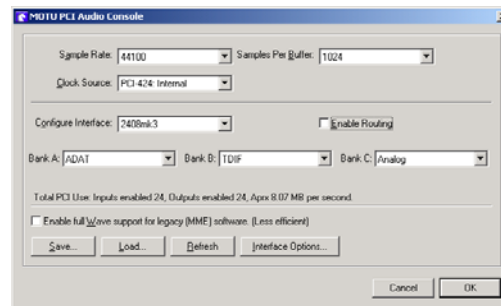 MOTU PCI Audio Console
Sample Rate: 44100 Samples Per Buffer: 1024
Clock Source: PCI-424: Internal
Configure Interface: 2408mk3 Enable Routing
Bank A: ADAT Bank B: TDIF Bank C: Analog
Total PCI Use: Inputs enabled 24, Outputs enabled 24, Aprx 8.07 MB per second.
Enable full Wave support for legacy (MME) software. (Less efficient)
Save... Load... Refresh Interface Options...
Cancel OK